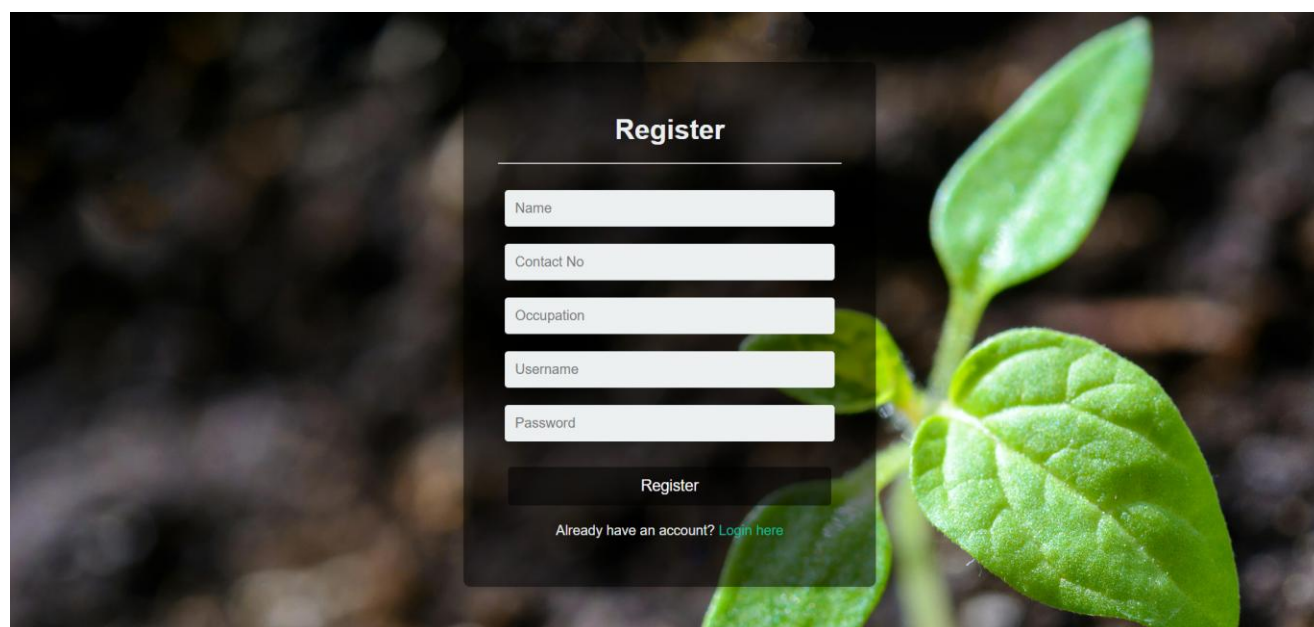 Register
Name
Contact No
Occupation
Username
Password
Register
Already have an account? Login here